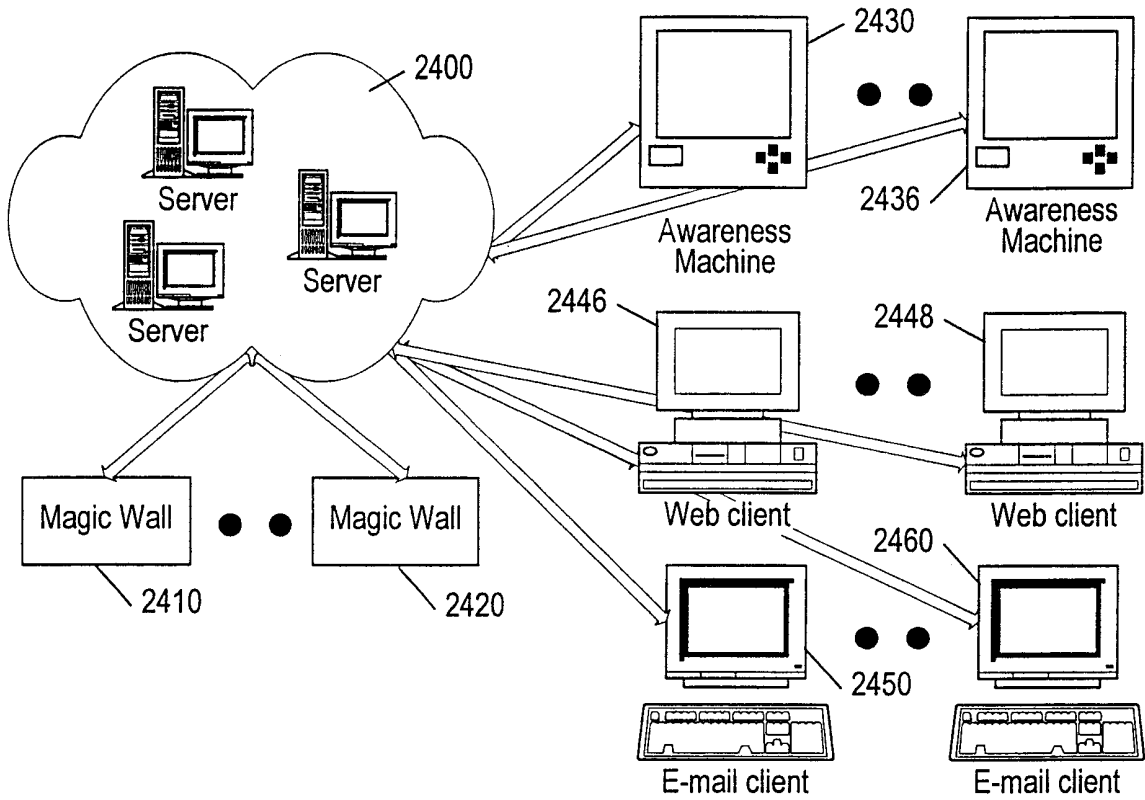 2400
Server
Server
Server
2430
2436
Awareness
Machine
Awareness
Machine
2446
2448
Web client
Web client
Magic Wall
Magic Wall
2410
2420
2460
2450
E-mail client
E-mail client